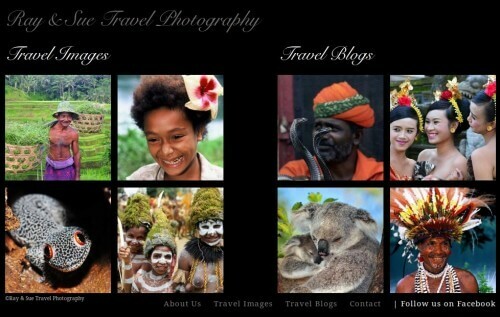 Ray & Sue Travel Photography
Travel Images
Travel Blogs
©Ray & Sue Travel Photography
About Us Travel Images Travel Blogs Contact | Follow us on Facebook